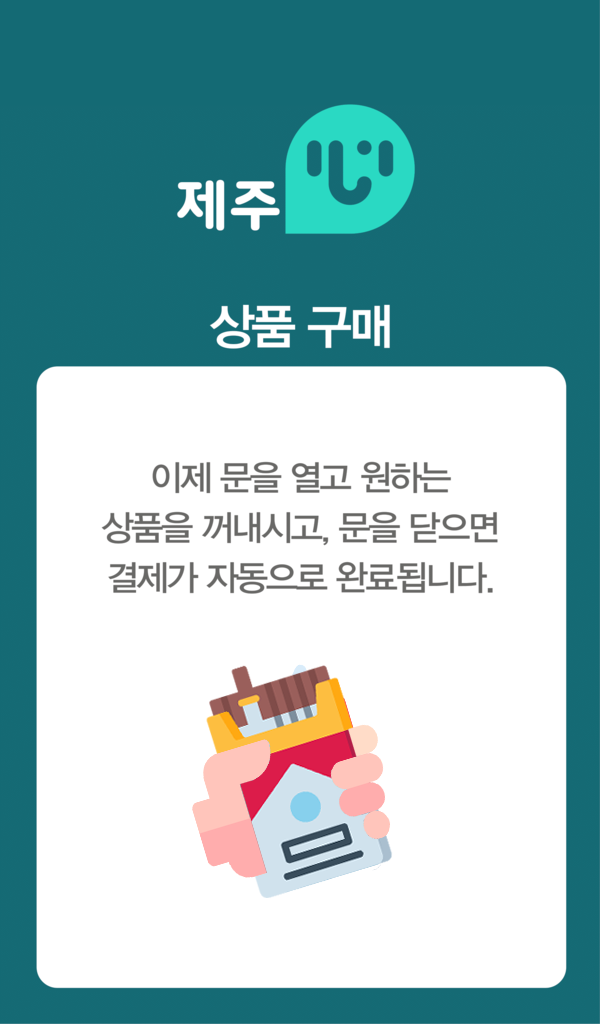 제주
상품 구매
이제 문을 열고 원하는
상품을 꺼내시고, 문을 닫으면
결제가 자동으로 완료됩니다.